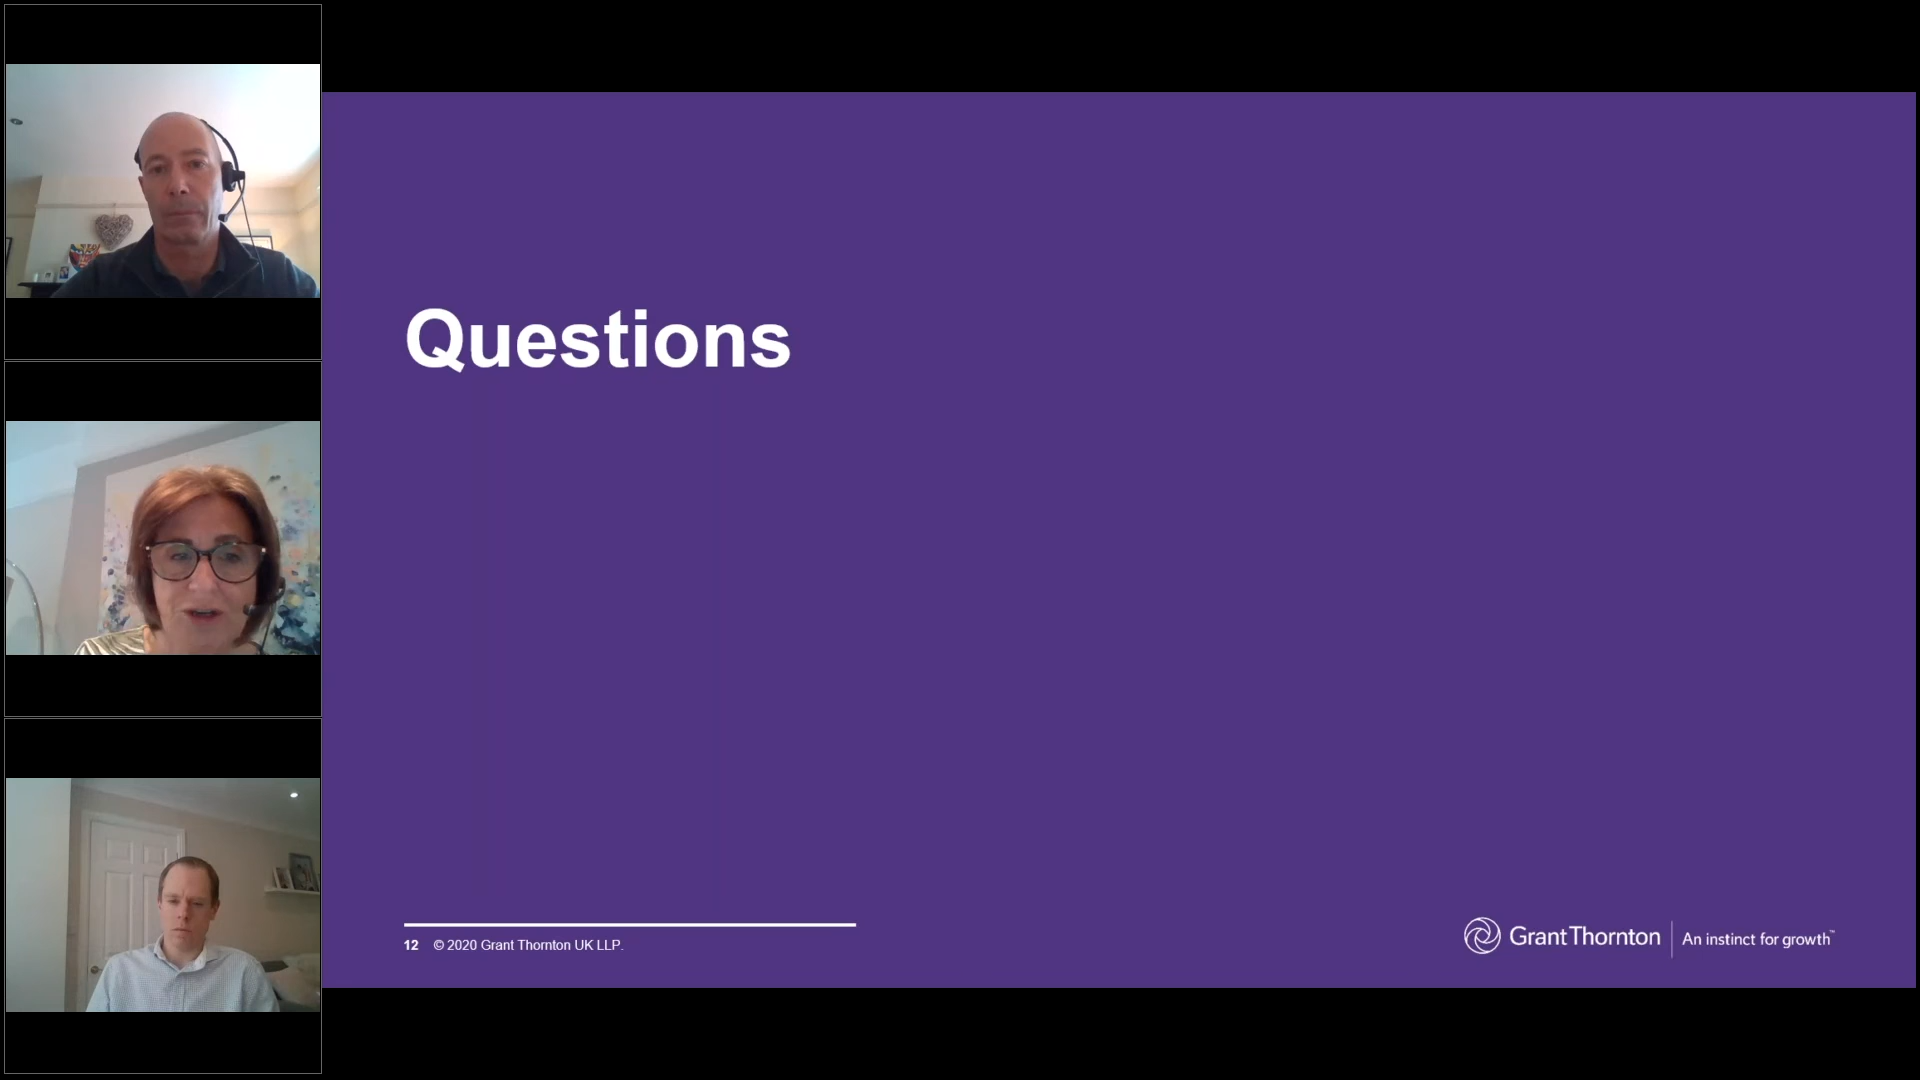 Questions
12 © 2020 Grant Thornton UK LLP.
Grant Thornton An instinct for growth™